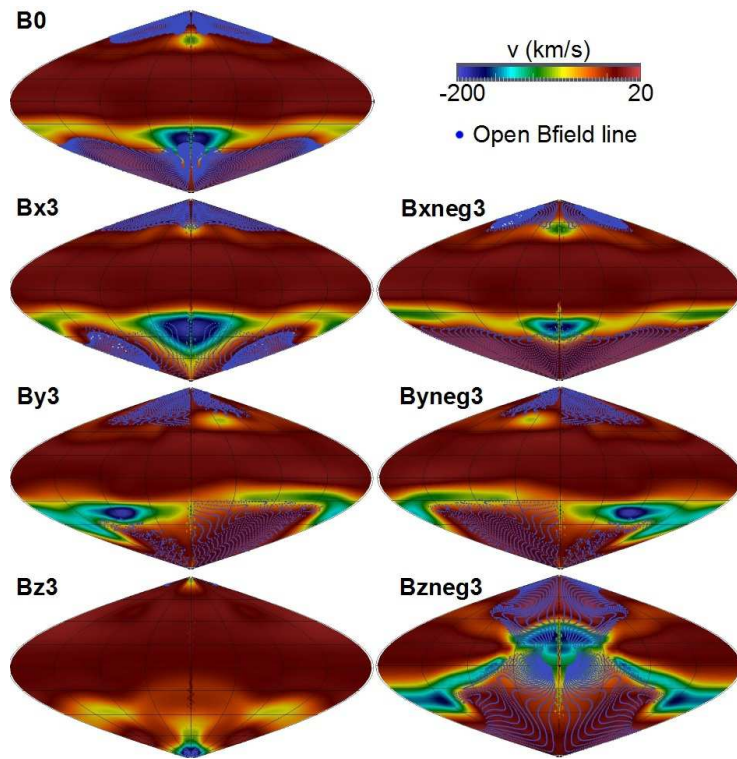 B0
v (km/s)
-200 20
Open Bfield line
Bx3
Bxneg3
By3
Byneg3
Bz3
Bzneg3